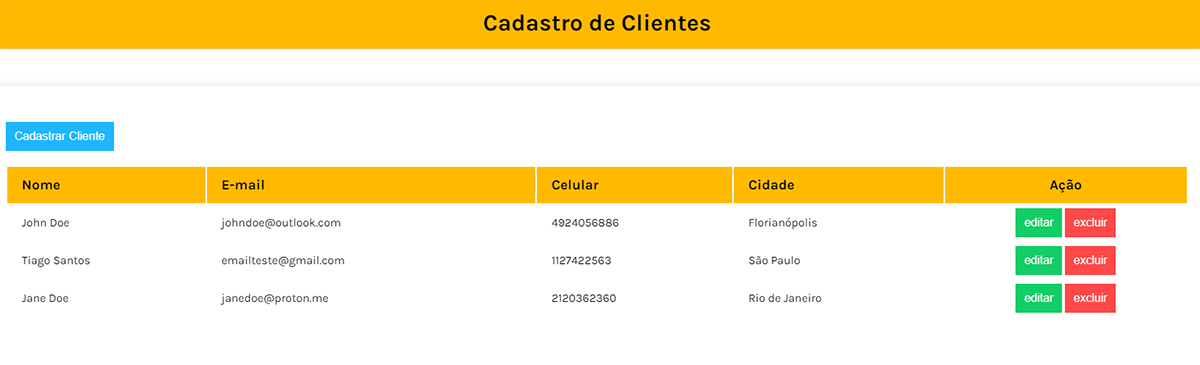 Cadastro de Clientes
Cadastrar Cliente
Nome E-mail Celular Cidade Ação
John Doe johndoe@outlook.com 4924056886 Florianópolis editar excluir
Tiago Santos emailteste@gmail.com 1127422563 São Paulo editar excluir
Jane Doe janedoe@proton.me 2120362360 Rio de Janeiro editar excluir